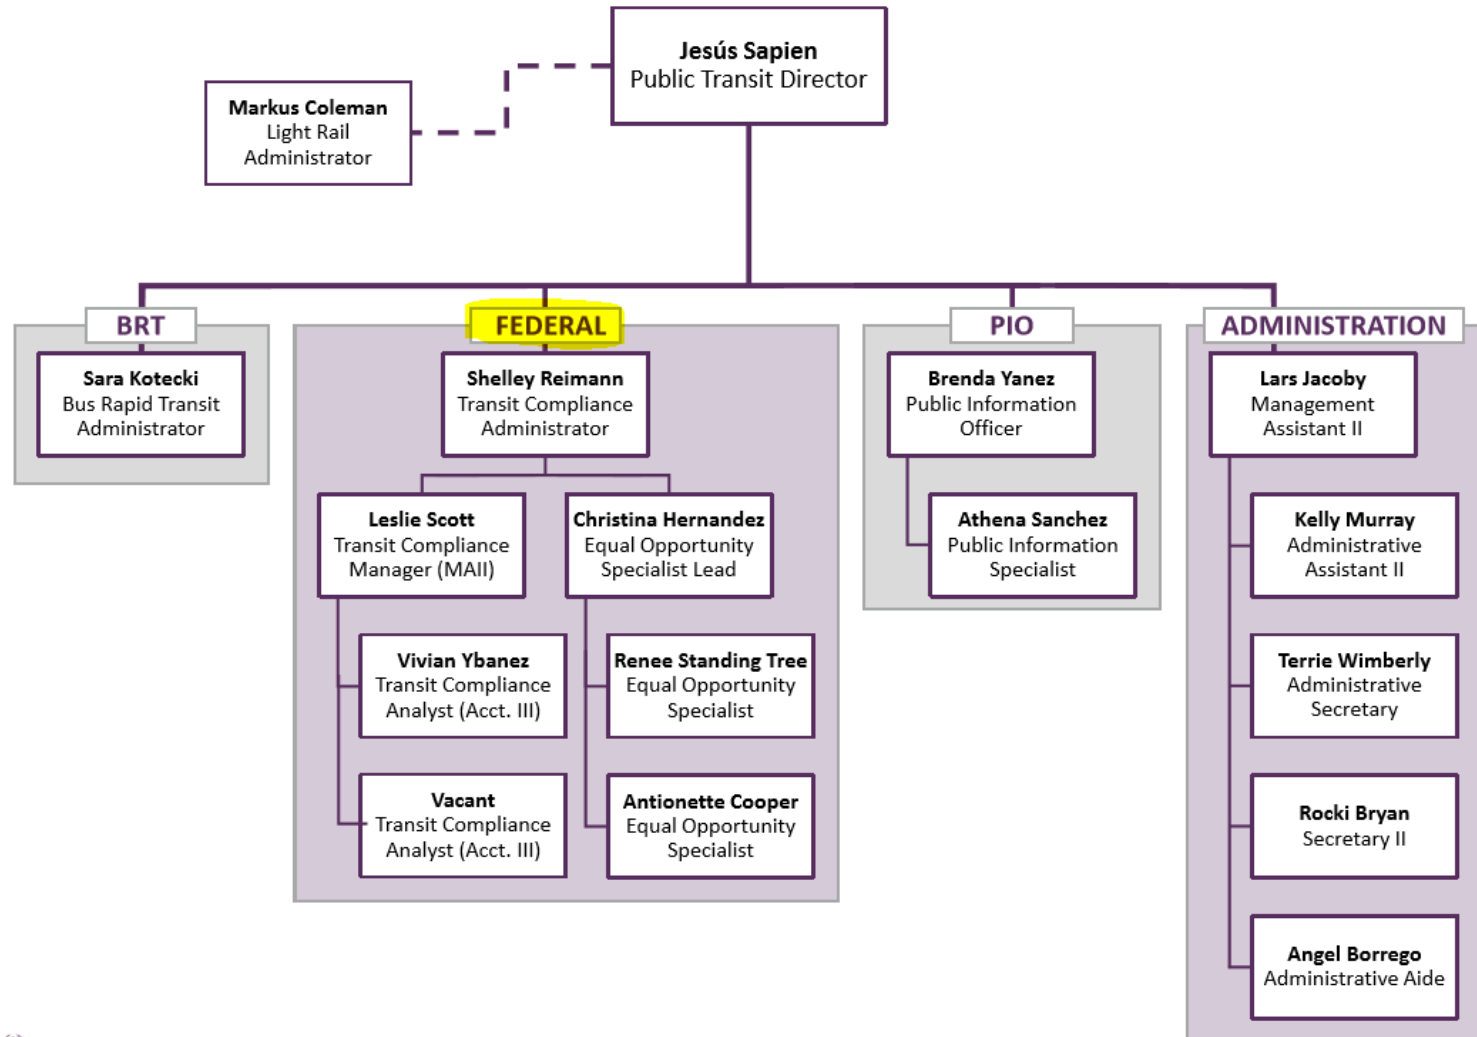 Jesús Sapien
Public Transit Director
Markus Coleman
Light Rail
Administrator
BRT
Sara Kotecki
Bus Rapid Transit
Administrator
FEDERAL
Shelley Reimann
Transit Compliance
Administrator
Leslie Scott
Transit Compliance
Manager (MAII)
Vivian Ybanez
Transit Compliance
Analyst (Acct. III)
Vacant
Transit Compliance
Analyst (Acct. III)
Christina Hernandez
Equal Opportunity
Specialist Lead
Renee Standing Tree
Equal Opportunity
Specialist
Antionette Cooper
Equal Opportunity
Specialist
PIO
Brenda Yanez
Public Information
Officer
Athena Sanchez
Public Information
Specialist
ADMINISTRATION
Lars Jacoby
Management
Assistant II
Kelly Murray
Administrative
Assistant II
Terrie Wimberly
Administrative
Secretary
Rocki Bryan
Secretary II
Angel Borrego
Administrative Aide